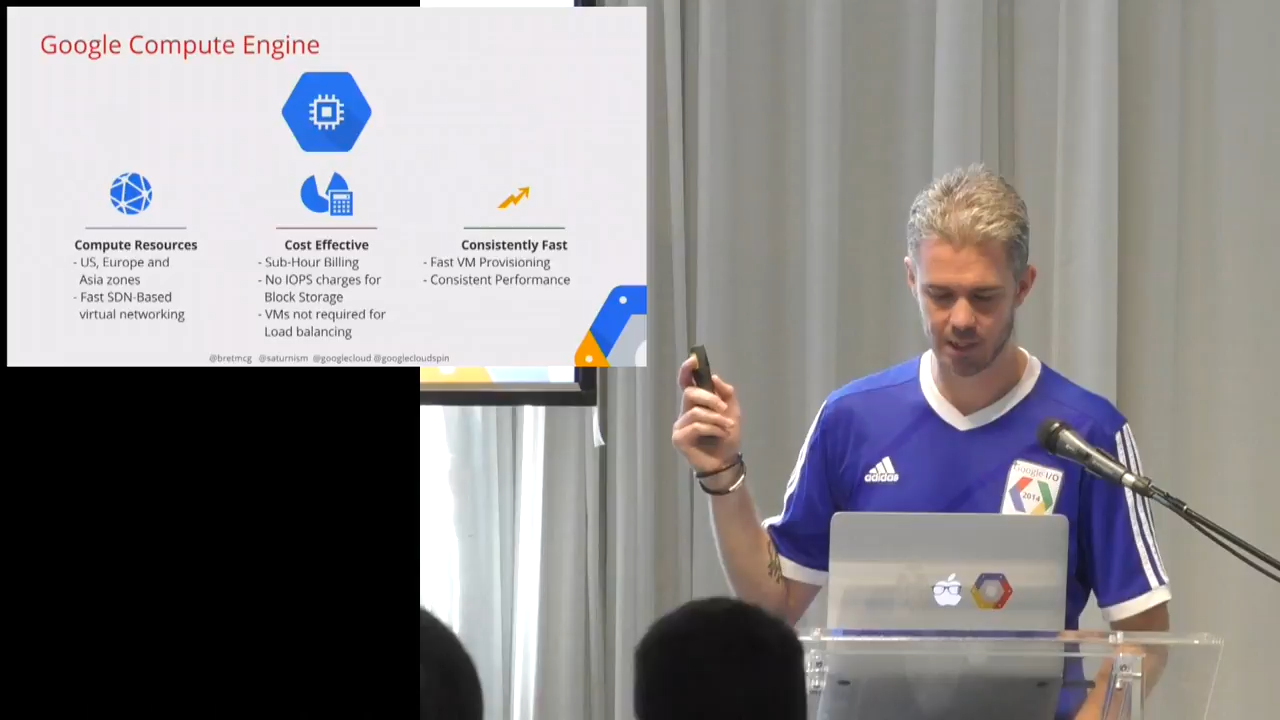 Google Compute Engine
Compute Resources
- US, Europe and
Asia zones
- Fast SDN-Based
virtual networking
Cost Effective
- Sub-Hour Billing
- No IOPS charges for
Block Storage
- VMs not required for
Load balancing
Consistently Fast
- Fast VM Provisioning
- Consistent Performance
@bretmcg @saturnism @googlecloud @googlecloudspin
adidas
Google I/O
2014